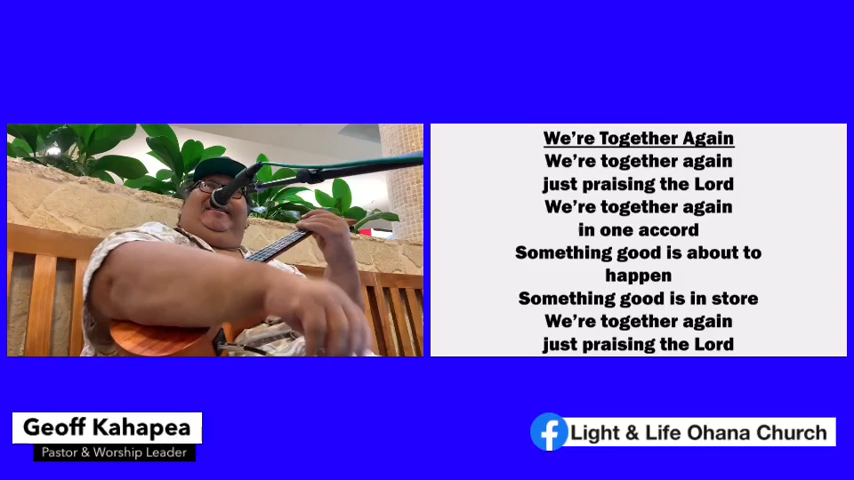 We're Together Again
We're together again
just praising the Lord
We're together again
in one accord
Something good is about to
happen
Something good is in store
We're together again
just praising the Lord
Geoff Kahapea
Pastor & Worship Leader
Light & Life Ohana Church